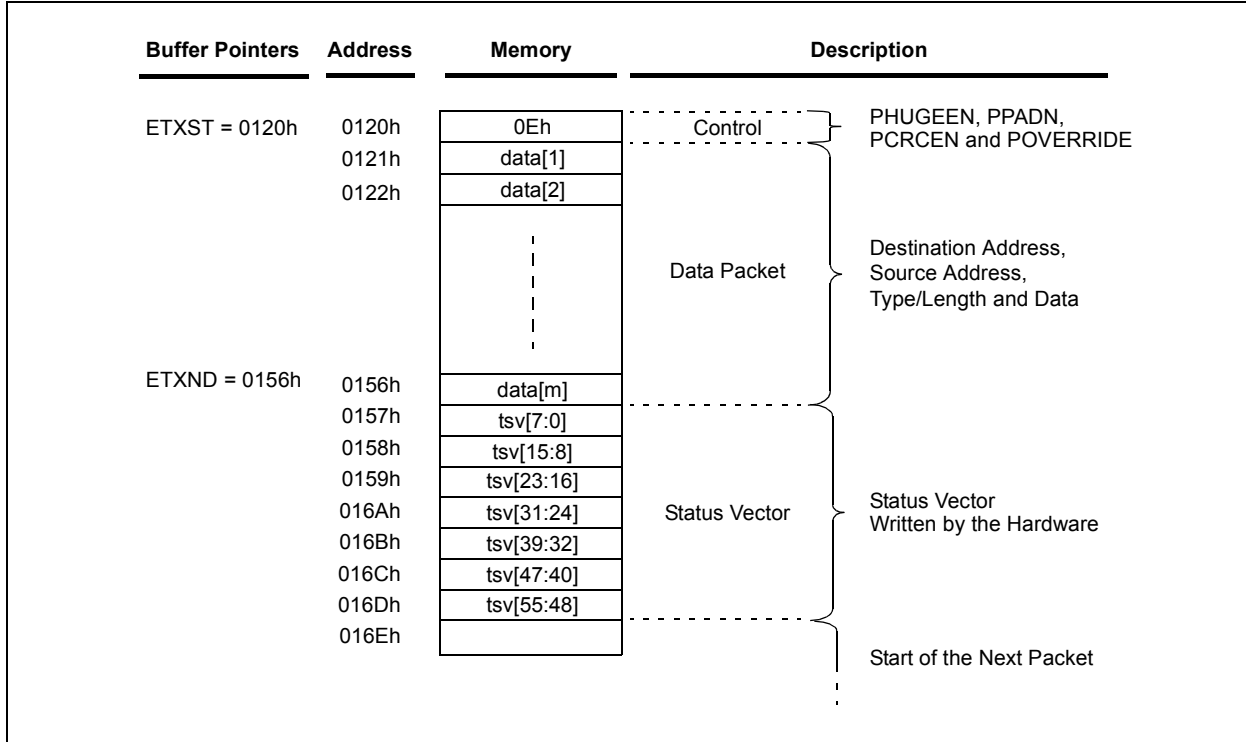 Buffer Pointers Address Memory Description
ETXST = 0120h 0120h 0Eh Control PHUGEEN, PPADN,
PCRCEN and POVERRIDE
0121h data[1]
0122h data[2]
Data Packet Destination Address,
Source Address,
Type/Length and Data
ETXND = 0156h 0156h data[m]
0157h tsv[7:0]
0158h tsv[15:8]
0159h tsv[23:16]
016Ah tsv[31:24] Status Vector Status Vector
Written by the Hardware
016Bh tsv[39:32]
016Ch tsv[47:40]
016Dh tsv[55:48]
016Eh
Start of the Next Packet